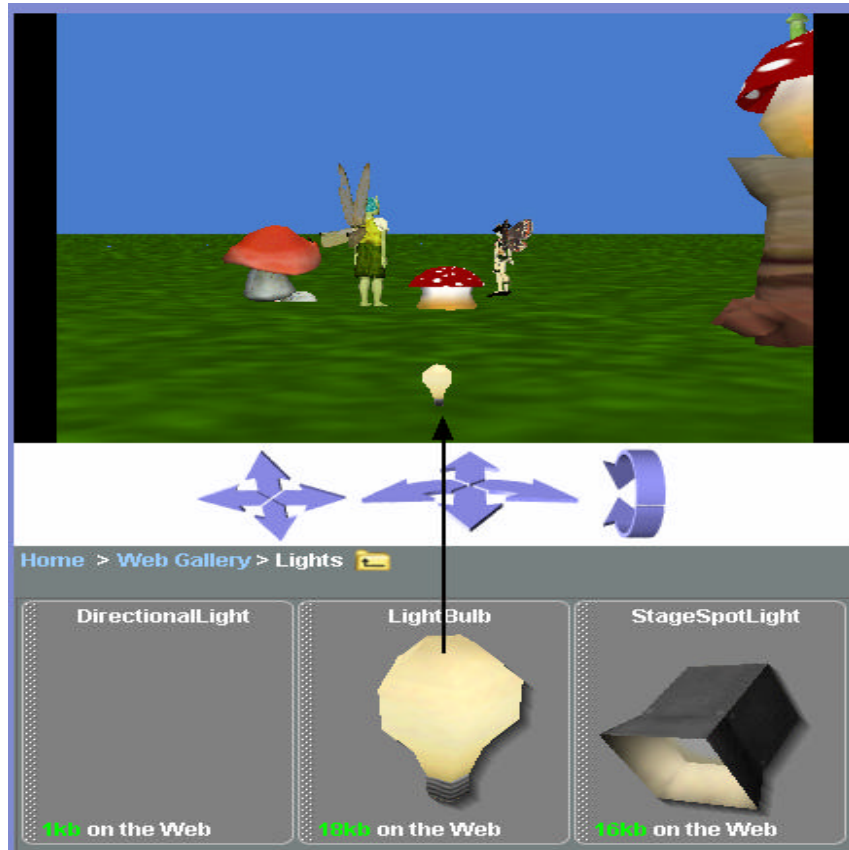 Home > Web Gallery > Lights
DirectionalLight
LightBulb
StageSpotLight
1kb on the Web
18kb on the Web
16kb on the Web